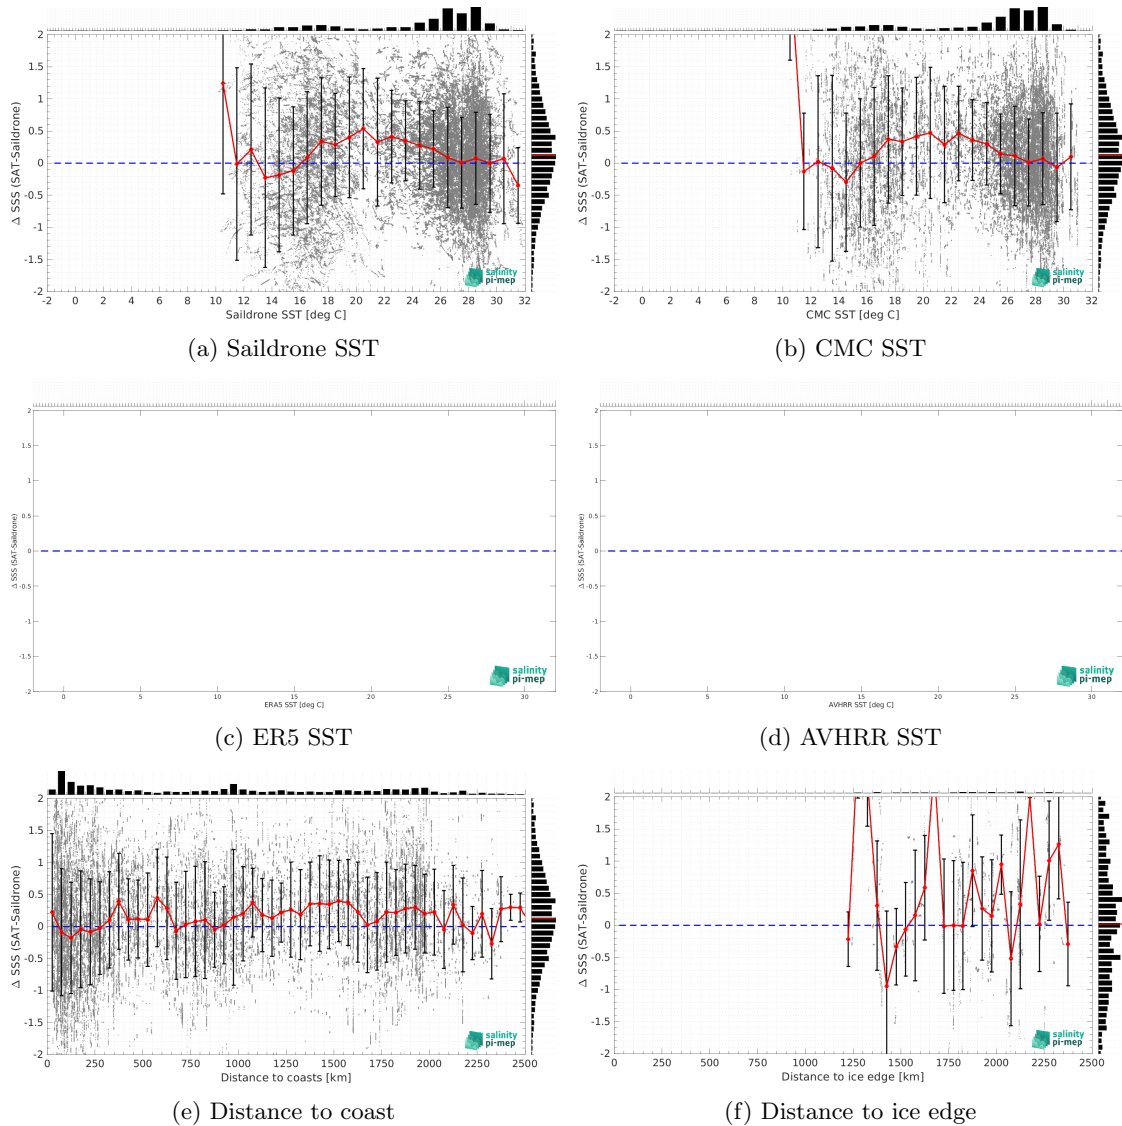 2
1.5
1
0.5
0
-0.5
-1
-1.5
-2
Δ SSS (SAT-Saildrone)
-2 0 2 4 6 8 10 12 14 16 18 20 22 24 26 28 30 32
Saildrone SST [deg C]
salinity
pi-mep
(a) Saildrone SST
2
1.5
1
0.5
0
-0.5
-1
-1.5
-2
Δ SSS (SAT-Saildrone)
-2 0 2 4 6 8 10 12 14 16 18 20 22 24 26 28 30 32
CMC SST [deg C]
salinity
pi-mep
(b) CMC SST
2
1.5
1
0.5
0
-0.5
-1
-1.5
-2
Δ SSS (SAT-Saildrone)
0 5 10 15 20 25 30
ERA5 SST [deg C]
salinity
pi-mep
(c) ER5 SST
2
1.5
1
0.5
0
-0.5
-1
-1.5
-2
Δ SSS (SAT-Saildrone)
0 5 10 15 20 25 30
AVHRR SST [deg C]
salinity
pi-mep
(d) AVHRR SST
2
1.5
1
0.5
0
-0.5
-1
-1.5
-2
Δ SSS (SAT-Saildrone)
0 250 500 750 1000 1250 1500 1750 2000 2250 2500
Distance to coasts [km]
salinity
pi-mep
(e) Distance to coast
2
1.5
1
0.5
0
-0.5
-1
-1.5
-2
Δ SSS (SAT-Saildrone)
0 250 500 750 1000 1250 1500 1750 2000 2250 2500
Distance to ice edge [km]
salinity
pi-mep
(f) Distance to ice edge